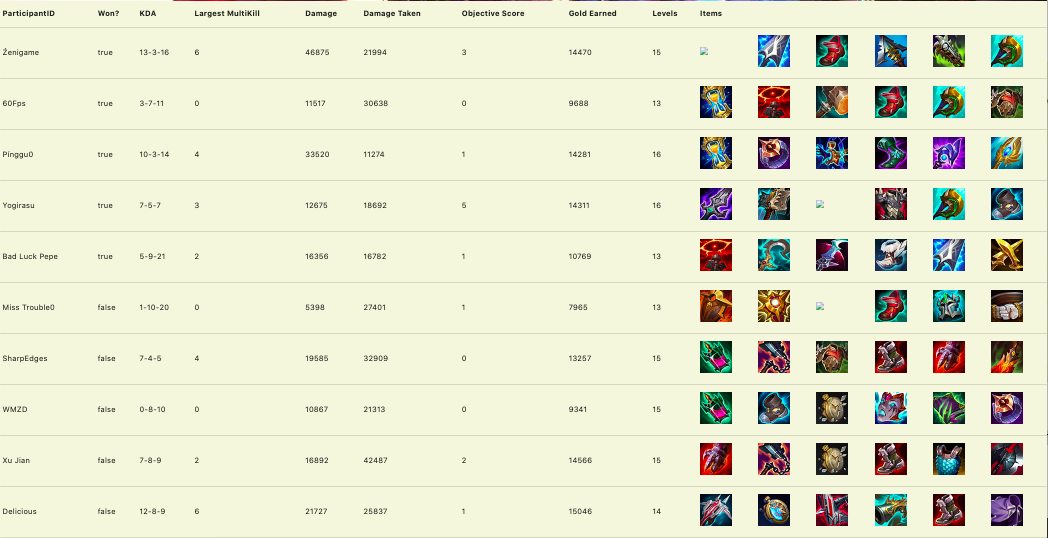 ParticipantID Won? KDA Largest MultiKill Damage Damage Taken Objective Score Gold Earned Levels Items
Ženigame true 13-3-16 6 46875 21994 3 14470 15
60Fps true 3-7-11 0 11517 30638 0 9688 13
Pínggu0 true 10-3-14 4 33520 11274 1 14281 16
Yogirasu true 7-5-7 3 12675 18692 5 14311 16
Bad Luck Pepe true 5-9-21 2 16356 16782 1 10769 13
Miss Trouble0 false 1-10-20 0 5398 27401 1 7965 13
SharpEdges false 7-4-5 4 19585 32909 0 13257 15
WMZD false 0-8-10 0 10867 21313 0 9341 15
Xu Jian false 7-8-9 2 16892 42487 2 14566 15
Delicious false 12-8-9 6 21727 25837 1 15046 14